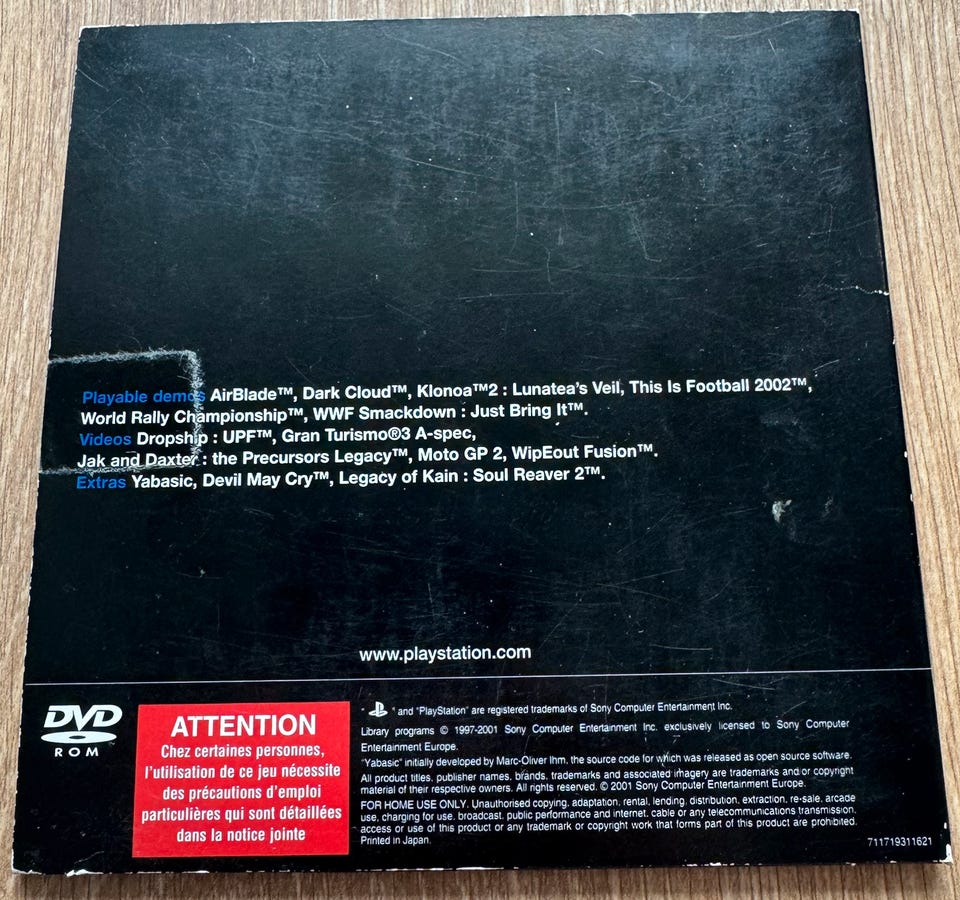 Playable demos AirBlade™, Dark Cloud™, Klonoa™2 : Lunatea's Veil, This Is Football 2002™,
World Rally Championship™, WWF Smackdown : Just Bring It™.
Videos Dropship : UPF™, Gran Turismo®3 A-spec,
Jak and Daxter : the Precursors Legacy™, Moto GP 2, WipEout Fusion™.
Extras Yabasic, Devil May Cry™, Legacy of Kain : Soul Reaver 2™.
www.playstation.com
DVD
ROM
ATTENTION
Chez certaines personnes,
l'utilisation de ce jeu nécessite
des précautions d'emploi
particulières qui sont détaillées
dans la notice jointe
" " and "PlayStation" are registered trademarks of Sony Computer Entertainment Inc.
Library programs © 1997-2001 Sony Computer Entertainment Inc. exclusively licensed to Sony Computer
Entertainment Europe.
"Yabasic" initially developed by Marc-Oliver Ihm, the source code for which was released as open source software.
All product titles, publisher names, brands, trademarks and associated imagery are trademarks and/or copyright
material of their respective owners. All rights reserved. © 2001 Sony Computer Entertainment Europe.
FOR HOME USE ONLY. Unauthorised copying, adaptation, rental, lending, distribution, extraction, re-sale, arcade
use, charging for use, broadcast, public performance and internet, cable or any telecommunications transmission,
access or use of this product or any trademark or copyright work that forms part of this product are prohibited.
Printed in Japan.
711719311621